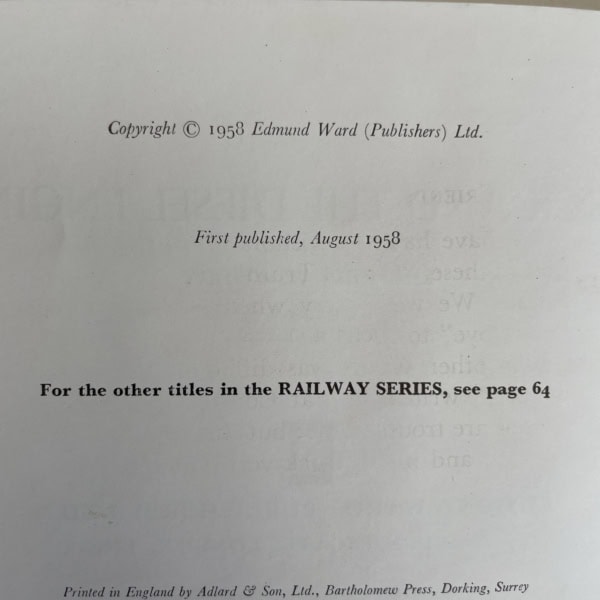 Copyright © 1958 Edmund Ward (Publishers) Ltd.
First published, August 1958
For the other titles in the RAILWAY SERIES, see page 64
Printed in England by Adlard & Son, Ltd., Bartholomew Press, Dorking, Surrey